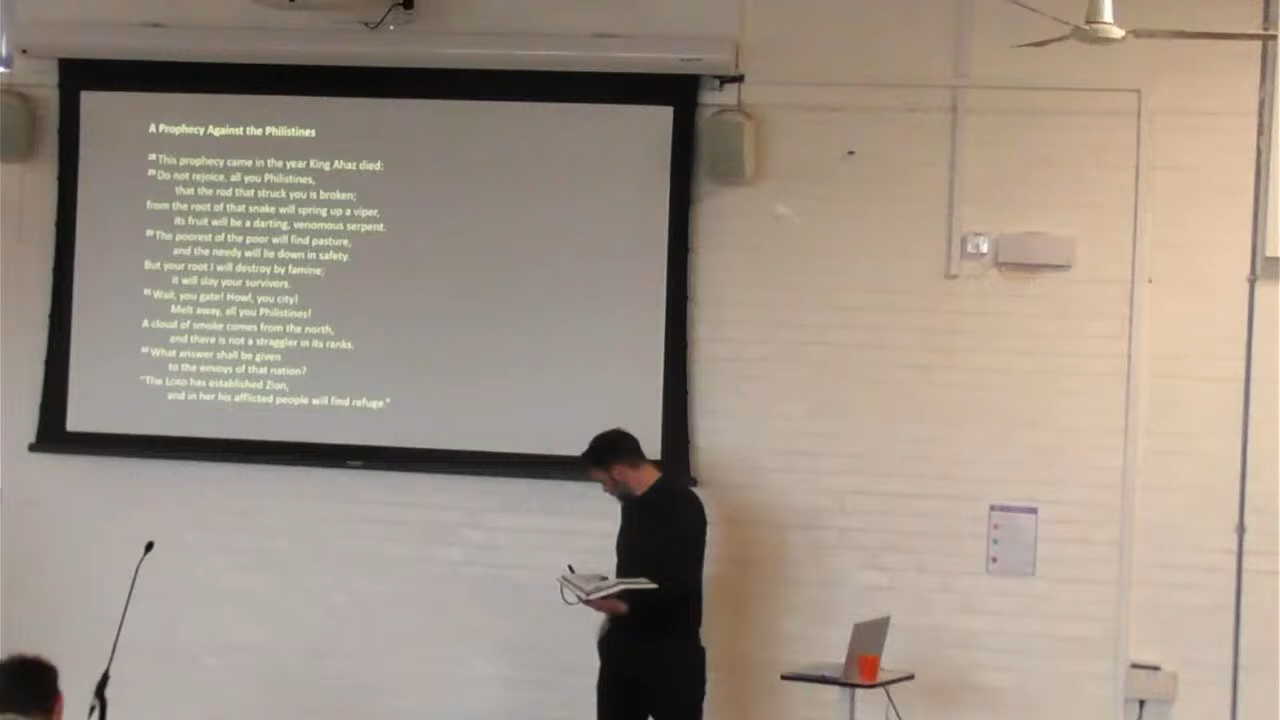 A Prophecy Against the Philistines
28 This prophecy came in the year King Ahaz died:
29 Do not rejoice, all you Philistines,
that the rod that struck you is broken;
from the root of that snake will spring up a viper,
its fruit will be a darting, venomous serpent.
30 The poorest of the poor will find pasture,
and the needy will lie down in safety.
But your root I will destroy by famine;
it will slay your survivors.
31 Wail, you gate! Howl, you city!
Melt away, all you Philistines!
A cloud of smoke comes from the north,
and there is not a straggler in its ranks.
32 What answer shall be given
to the envoys of that nation?
"The LORD has established Zion,
and in her his afflicted people will find refuge."